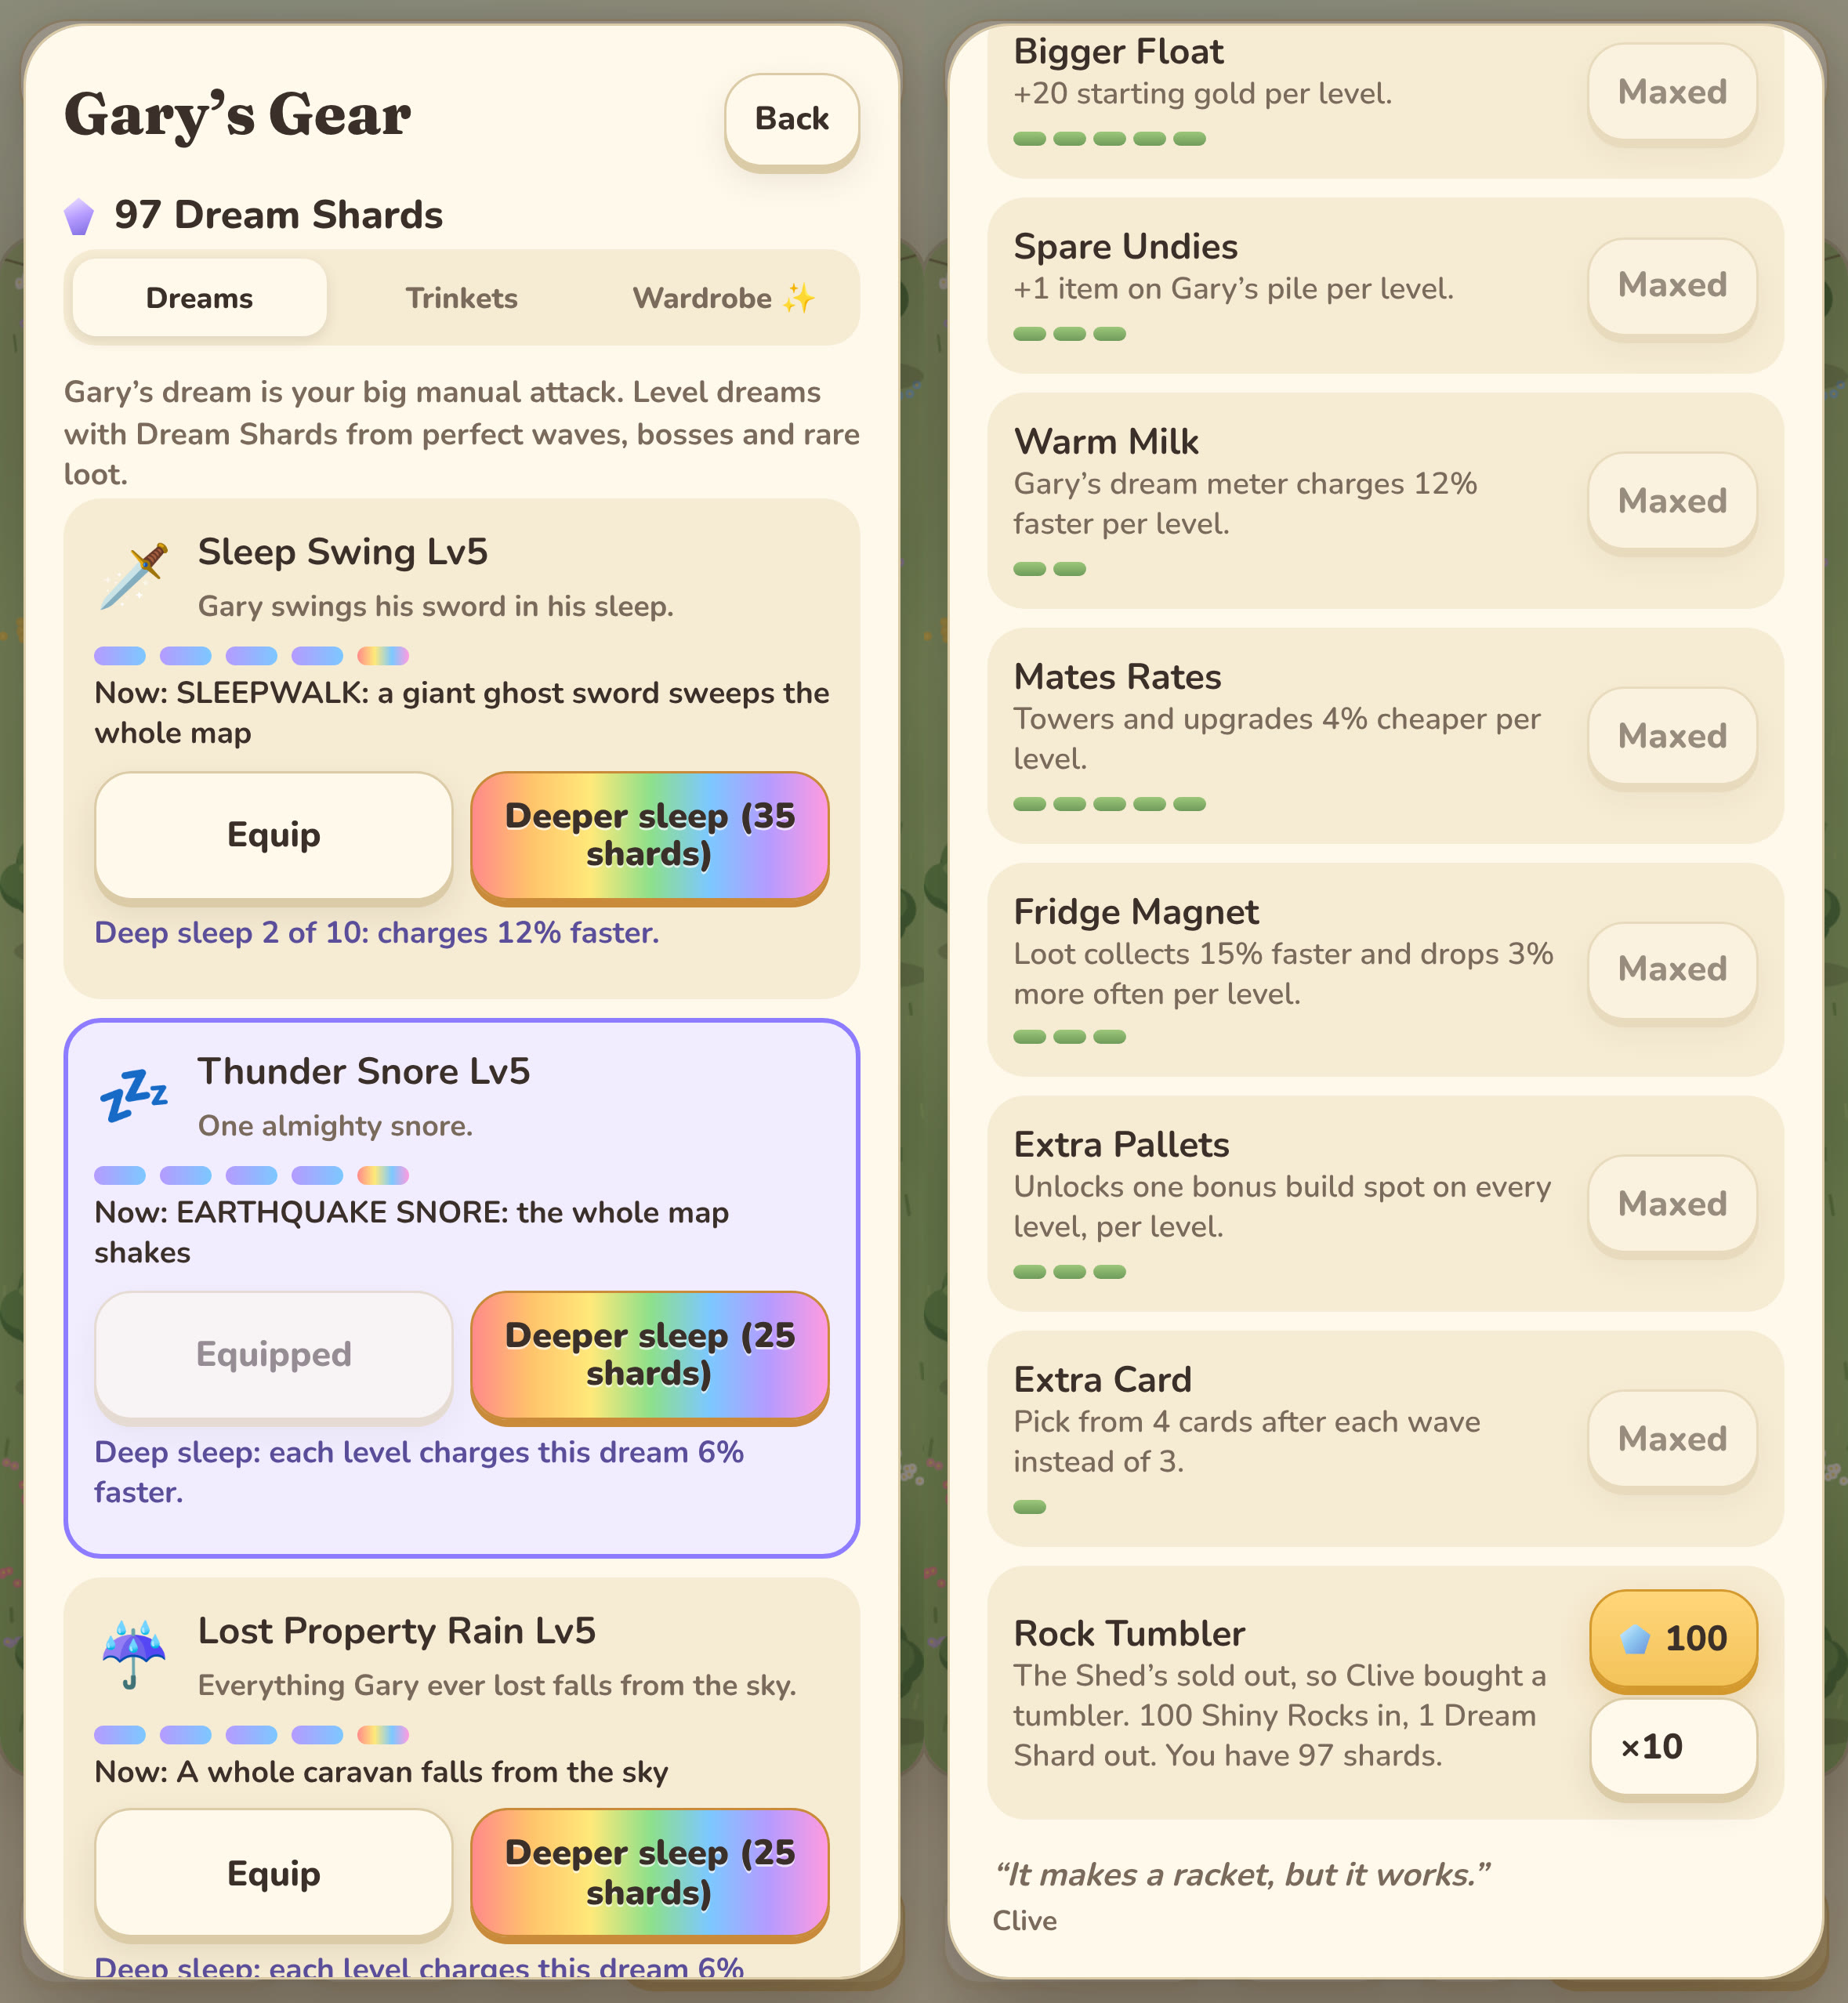 Gary’s Gear
Back
97 Dream Shards
Dreams
Trinkets
Wardrobe ✨
Gary’s dream is your big manual attack. Level dreams
with Dream Shards from perfect waves, bosses and rare
loot.
Sleep Swing Lv5
Gary swings his sword in his sleep.
Now: SLEEPWALK: a giant ghost sword sweeps the
whole map
Equip
Deeper sleep (35
shards)
Deep sleep 2 of 10: charges 12% faster.
Thunder Snore Lv5
One almighty snore.
Now: EARTHQUAKE SNORE: the whole map
shakes
Equipped
Deeper sleep (25
shards)
Deep sleep: each level charges this dream 6%
faster.
Lost Property Rain Lv5
Everything Gary ever lost falls from the sky.
Now: A whole caravan falls from the sky
Equip
Deeper sleep (25
shards)
Deep sleep: each level charges this dream 6%
Bigger Float
+20 starting gold per level.
Maxed
Spare Undies
+1 item on Gary’s pile per level.
Maxed
Warm Milk
Gary’s dream meter charges 12%
faster per level.
Maxed
Mates Rates
Towers and upgrades 4% cheaper per
level.
Maxed
Fridge Magnet
Loot collects 15% faster and drops 3%
more often per level.
Maxed
Extra Pallets
Unlocks one bonus build spot on every
level, per level.
Maxed
Extra Card
Pick from 4 cards after each wave
instead of 3.
Maxed
Rock Tumbler
The Shed’s sold out, so Clive bought a
tumbler. 100 Shiny Rocks in, 1 Dream
Shard out. You have 97 shards.
100
×10
“It makes a racket, but it works.”
Clive